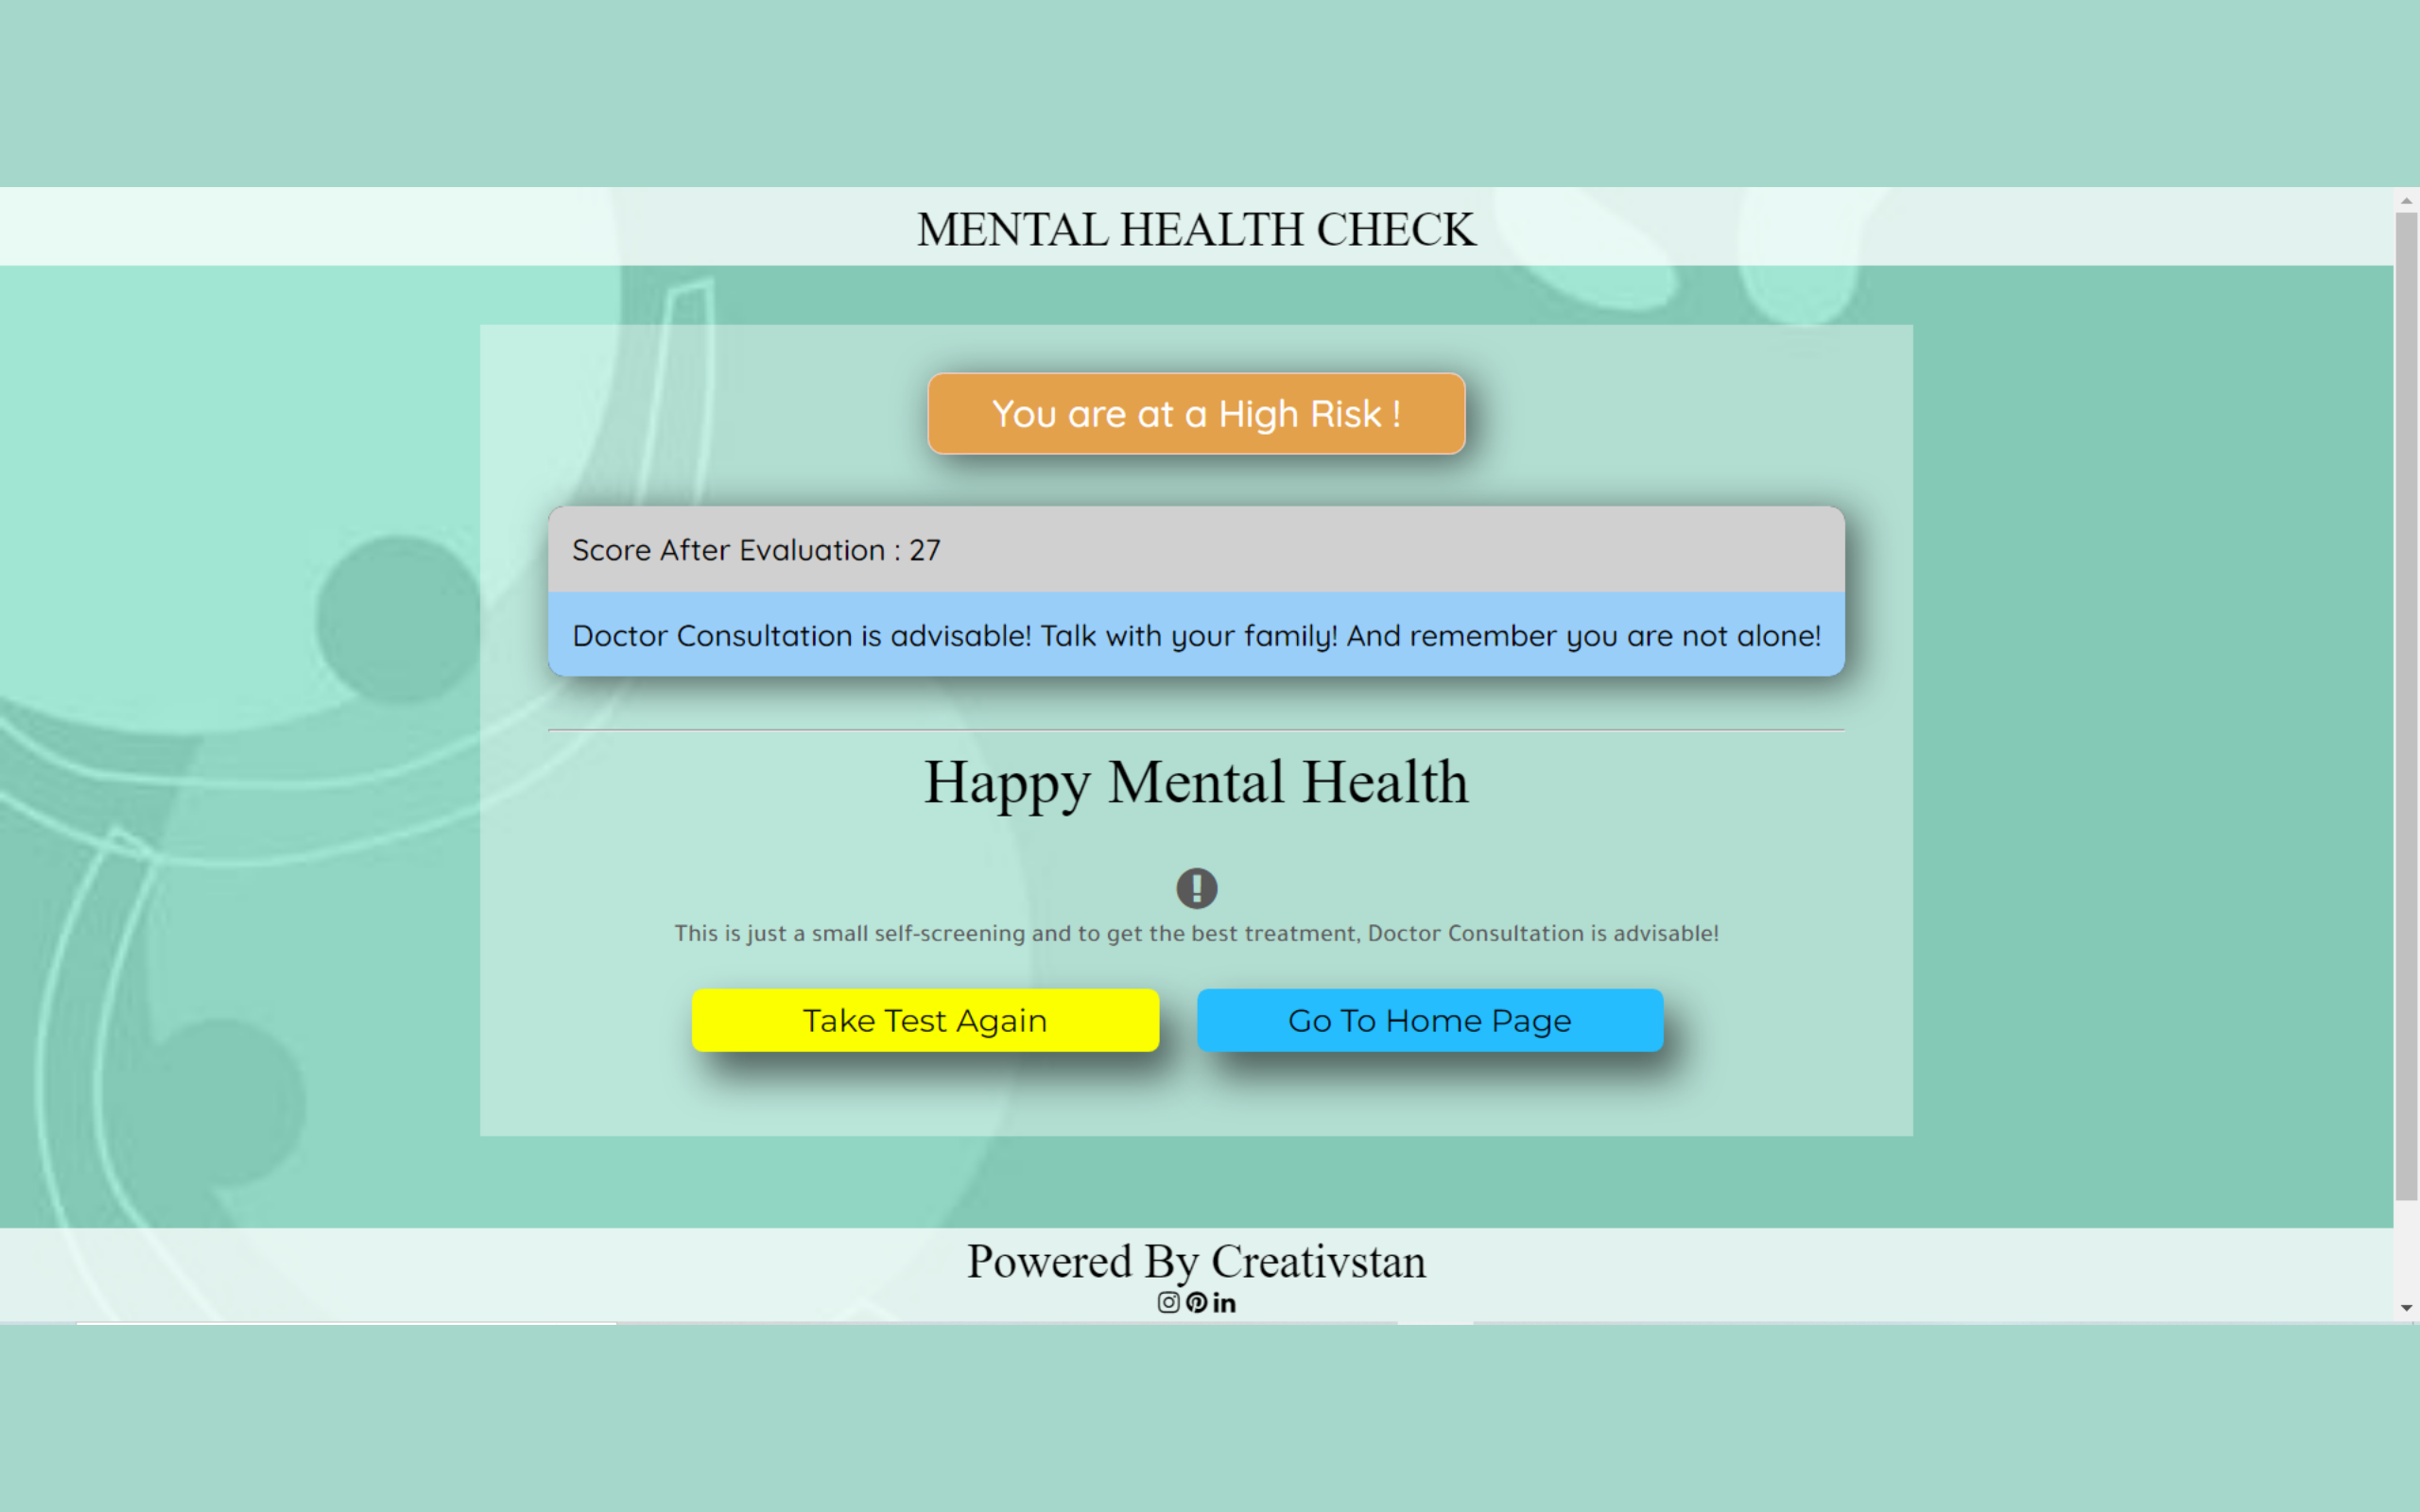 MENTAL HEALTH CHECK
You are at a High Risk !
Score After Evaluation : 27
Doctor Consultation is advisable! Talk with your family! And remember you are not alone!
Happy Mental Health
This is just a small self-screening and to get the best treatment, Doctor Consultation is advisable!
Take Test Again
Go To Home Page
Powered By Creativstan